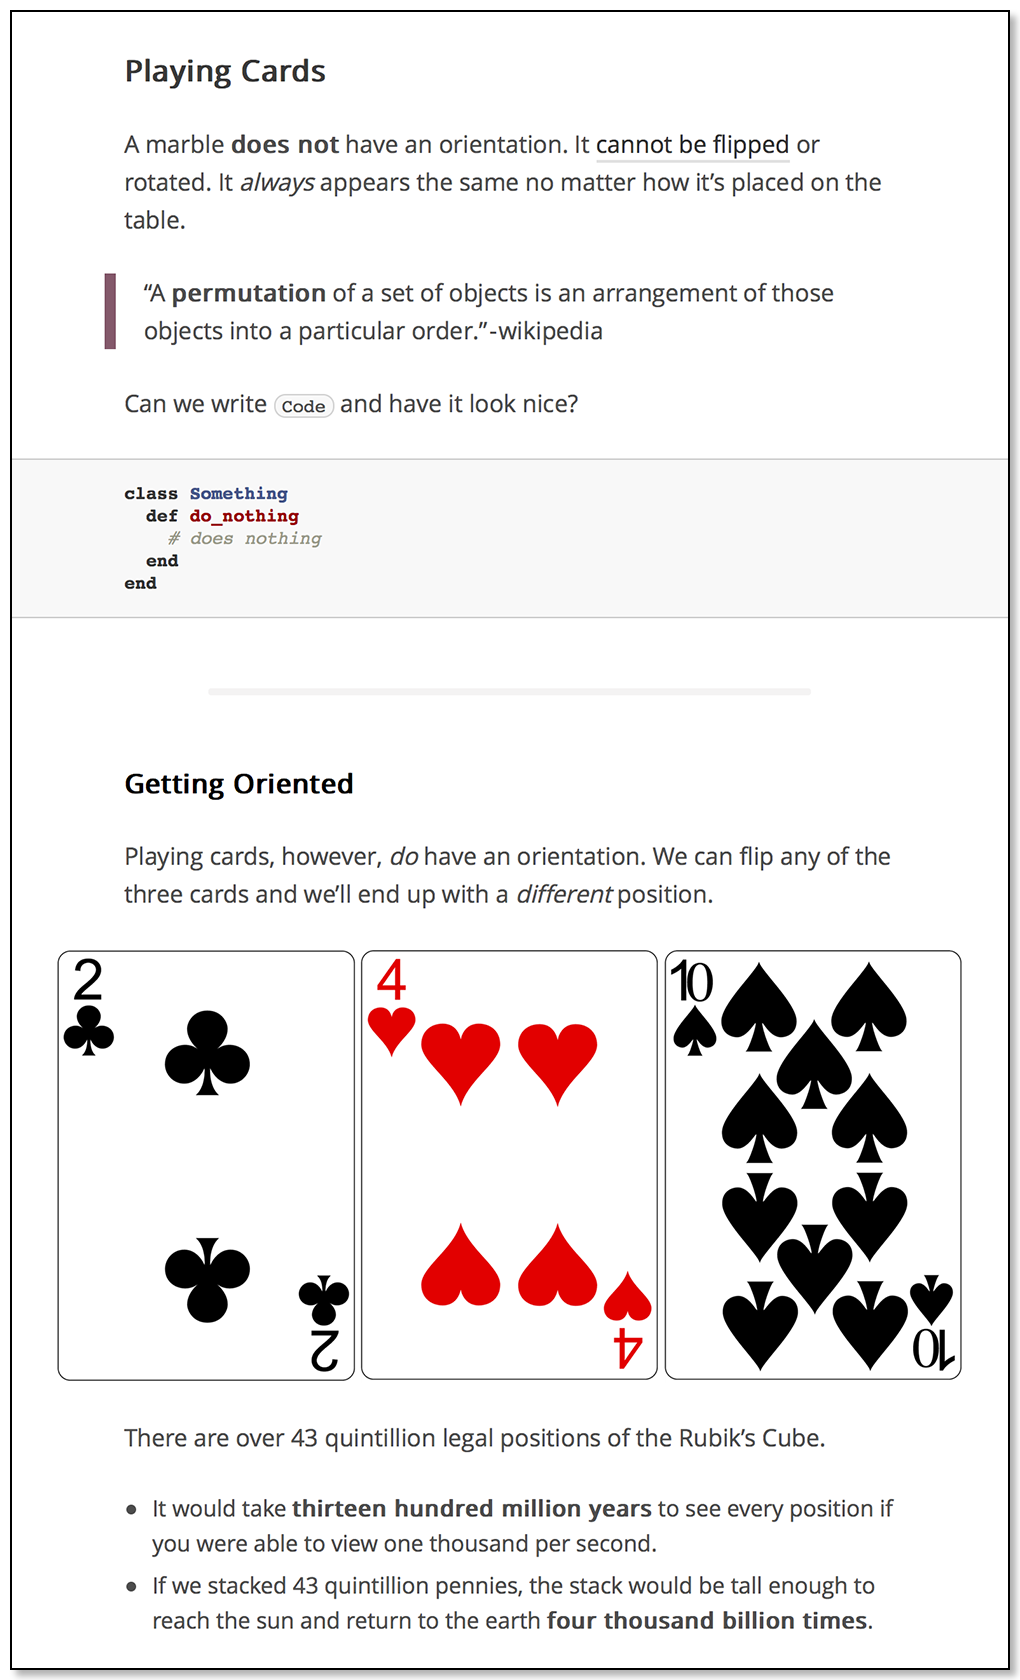 Playing Cards
A marble does not have an orientation. It cannot be flipped or
rotated. It always appears the same no matter how it’s placed on the
table.
“A permutation of a set of objects is an arrangement of those
objects into a particular order.” -wikipedia
Can we write Code and have it look nice?
class Something
  def do_nothing
    # does nothing
  end
end
Getting Oriented
Playing cards, however, do have an orientation. We can flip any of the
three cards and we’ll end up with a different position.
2
4
10
2
4
10
There are over 43 quintillion legal positions of the Rubik’s Cube.
• It would take thirteen hundred million years to see every position if
you were able to view one thousand per second.
• If we stacked 43 quintillion pennies, the stack would be tall enough to
reach the sun and return to the earth four thousand billion times.